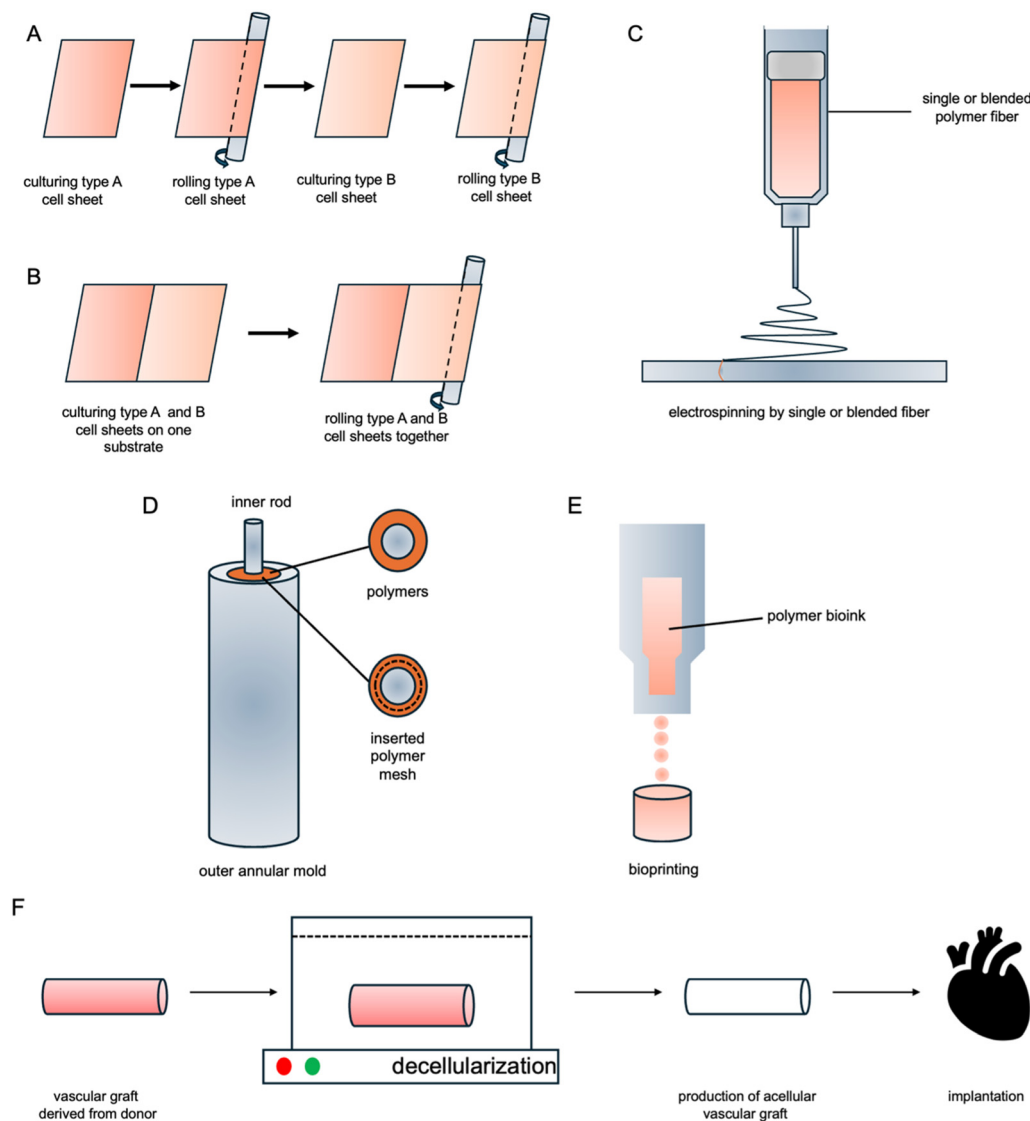 A
culturing type A
cell sheet
rolling type A
cell sheet
culturing type B
cell sheet
rolling type B
cell sheet
B
culturing type A  and B
cell sheets on one
substrate
rolling type A and B
cell sheets together
C
single or blended
polymer fiber
electrospinning by single or blended fiber
D
inner rod
polymers
inserted
polymer
mesh
outer annular mold
E
polymer bioink
bioprinting
F
decellularization
vascular graft
derived from donor
production of acellular
vascular graft
implantation